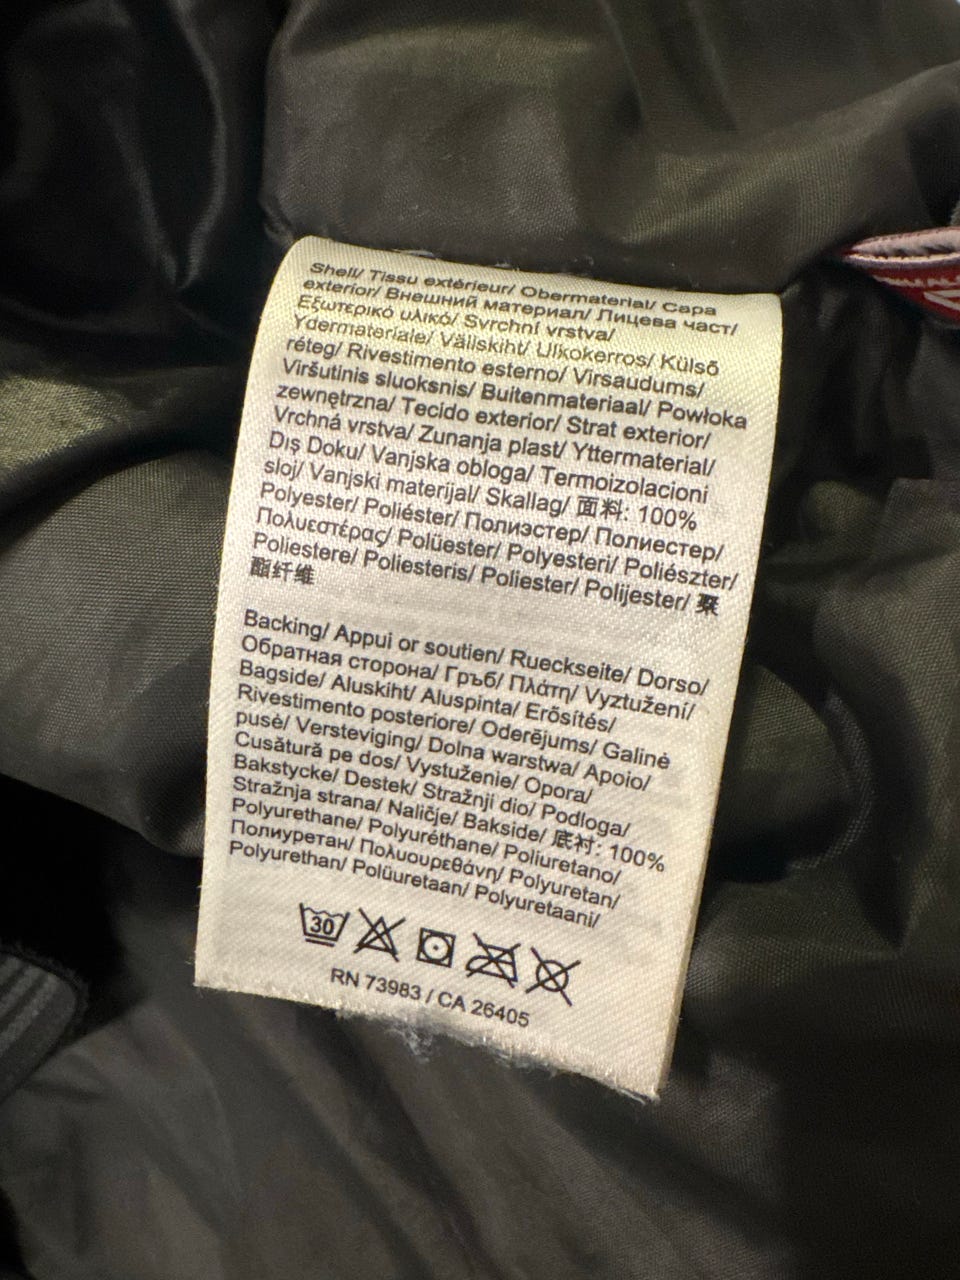 Shell/ Tissu extérieur/ Obermaterial/ Capa
exterior/ Внешний материал/ Лицева част/
Εξωτερικό υλικό/ Svrchní vrstva/
Ydermateriale/ Välliskiht/ Ulkokerros/ Külső
réteg/ Rivestimento esterno/ Virsaudums/
Viršutinis sluoksnis/ Buitenmateriaal/ Powłoka
zewnętrzna/ Tecido exterior/ Strat exterior/
Vrchná vrstva/ Zunanja plast/ Yttermaterial/
Dış Doku/ Vanjska obloga/ Termoizolacioni
sloj/ Vanjski materijal/ Skallag/ 面料: 100%
Polyester/ Poliéster/ Полиэстер/ Полиестер/
Πολυεστέρας/ Polüester/ Polyesteri/ Poliészter/
Poliestere/ Poliesteris/ Poliester/ Polijester/ 聚
酯纤维
Backing/ Appui or soutien/ Rueckseite/ Dorso/
Обратная сторона/ Гръб/ Πλάτη/ Vyztužení/
Bagside/ Aluskiht/ Aluspinta/ Erősítés/
Rivestimento posteriore/ Oderējums/ Galinė
pusė/ Versteviging/ Dolna warstwa/ Apoio/
Cusătură pe dos/ Vystuženie/ Opora/
Bakstycke/ Destek/ Stražnji dio/ Podloga/
Stražnja strana/ Naličje/ Bakside/ 底衬: 100%
Polyurethane/ Polyuréthane/ Poliuretano/
Полиуретан/ Πολυουρεθάνη/ Polyuretan/
Polyurethan/ Polüuretaan/ Polyuretaani/
30
RN 73983 / CA 26405